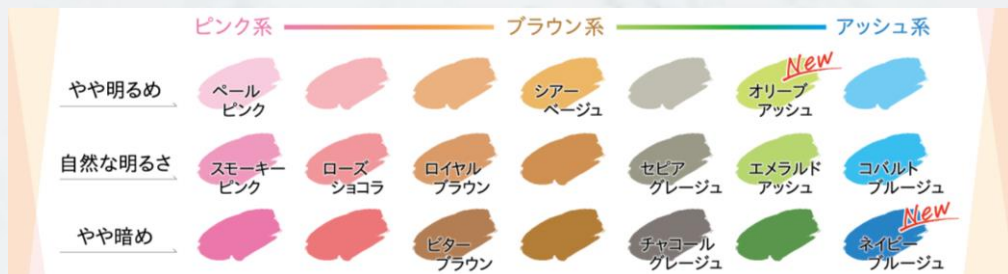 ピンク系 ブラウン系 アッシュ系
やや明るめ
ペール
ピンク
シアー
ベージュ
New
オリーブ
アッシュ
自然な明るさ
スモーキー
ピンク
ローズ
ショコラ
ロイヤル
ブラウン
セピア
グレージュ
エメラルド
アッシュ
コバルト
ブルージュ
やや暗め
ビター
ブラウン
チャコール
グレージュ
New
ネイビー
ブルージュ